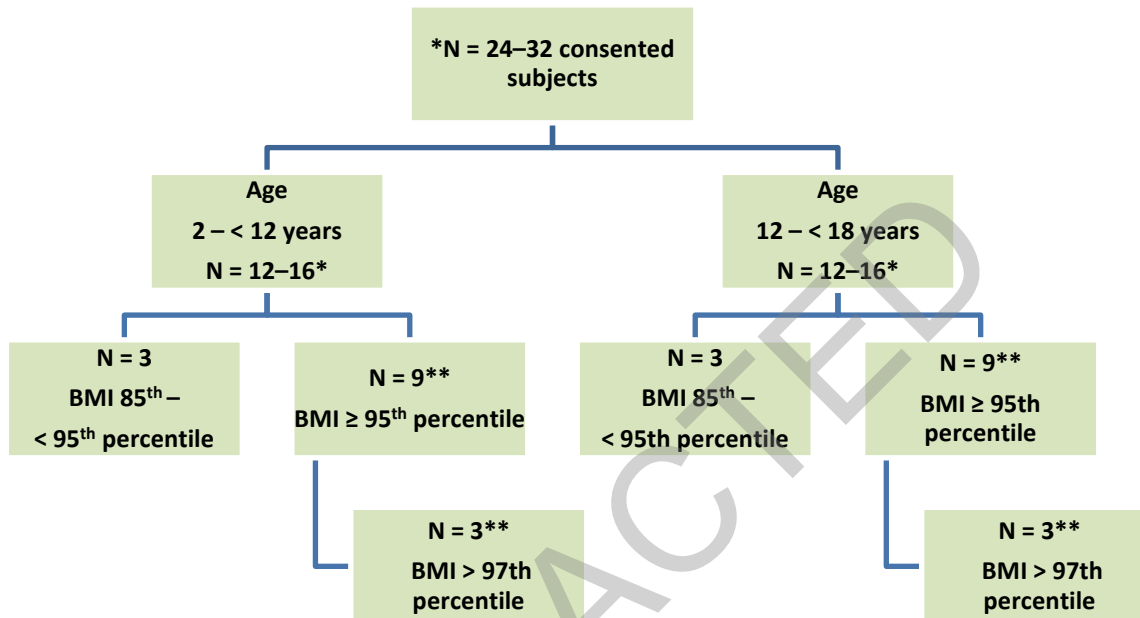 *N = 24–32 consented
subjects
Age
2 – < 12 years
N = 12–16*
Age
12 – < 18 years
N = 12–16*
N = 3
BMI 85th –
< 95th percentile
N = 9**
BMI ≥ 95th percentile
N = 3
BMI 85th –
< 95th percentile
N = 9**
BMI ≥ 95th
percentile
N = 3**
BMI > 97th
percentile
N = 3**
BMI > 97th
percentile
ACTED